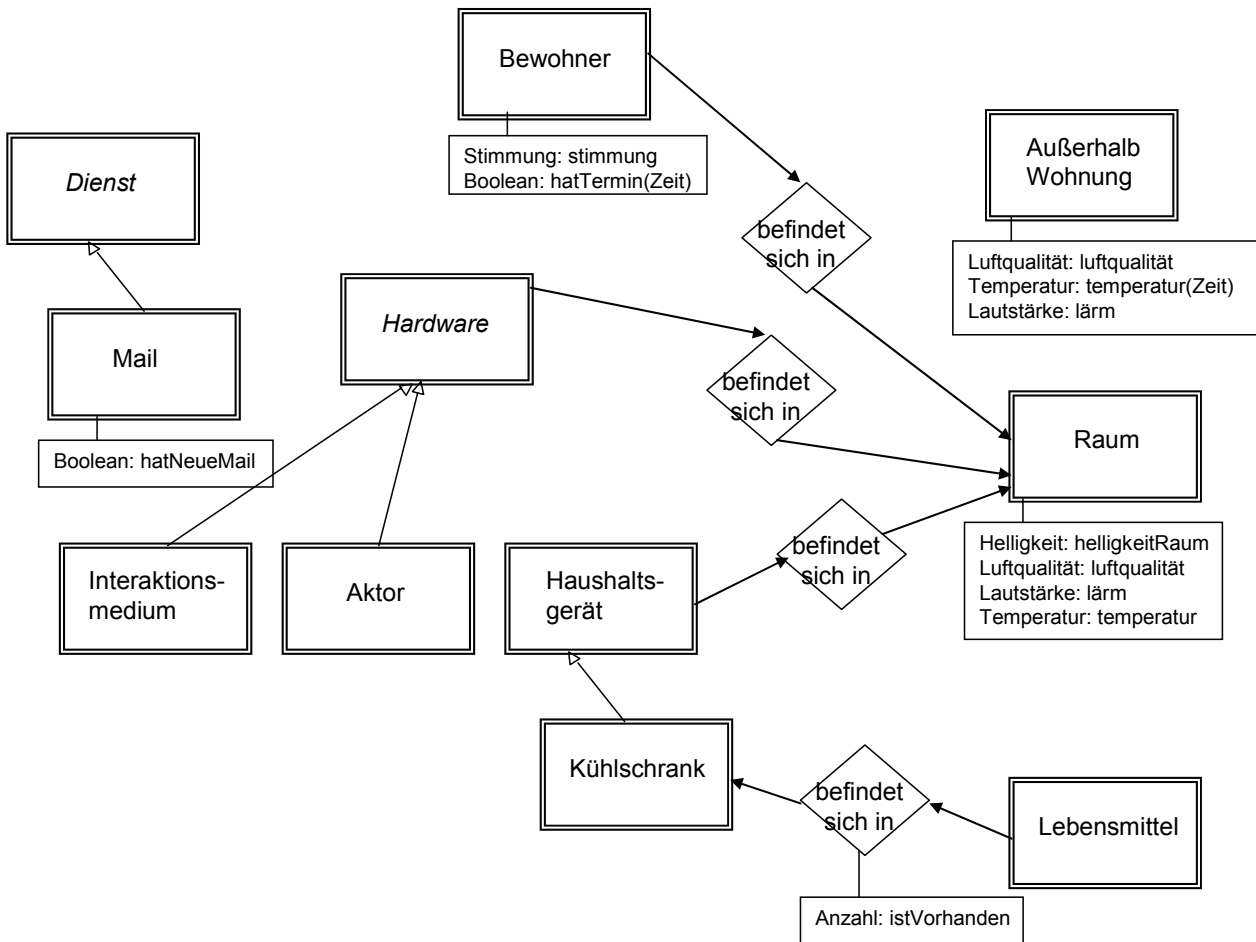 Bewohner
Stimmung: stimmung
Boolean: hatTermin(Zeit)
Außerhalb
Wohnung
Luftqualität: luftqualität
Temperatur: temperatur(Zeit)
Lautstärke: lärm
Dienst
Mail
Boolean: hatNeueMail
Hardware
befindet
sich in
befindet
sich in
Raum
Helligkeit: helligkeitRaum
Luftqualität: luftqualität
Lautstärke: lärm
Temperatur: temperatur
Interaktions-
medium
Aktor
Haushalts-
gerät
befindet
sich in
Kühlschrank
befindet
sich in
Lebensmittel
Anzahl: istVorhanden